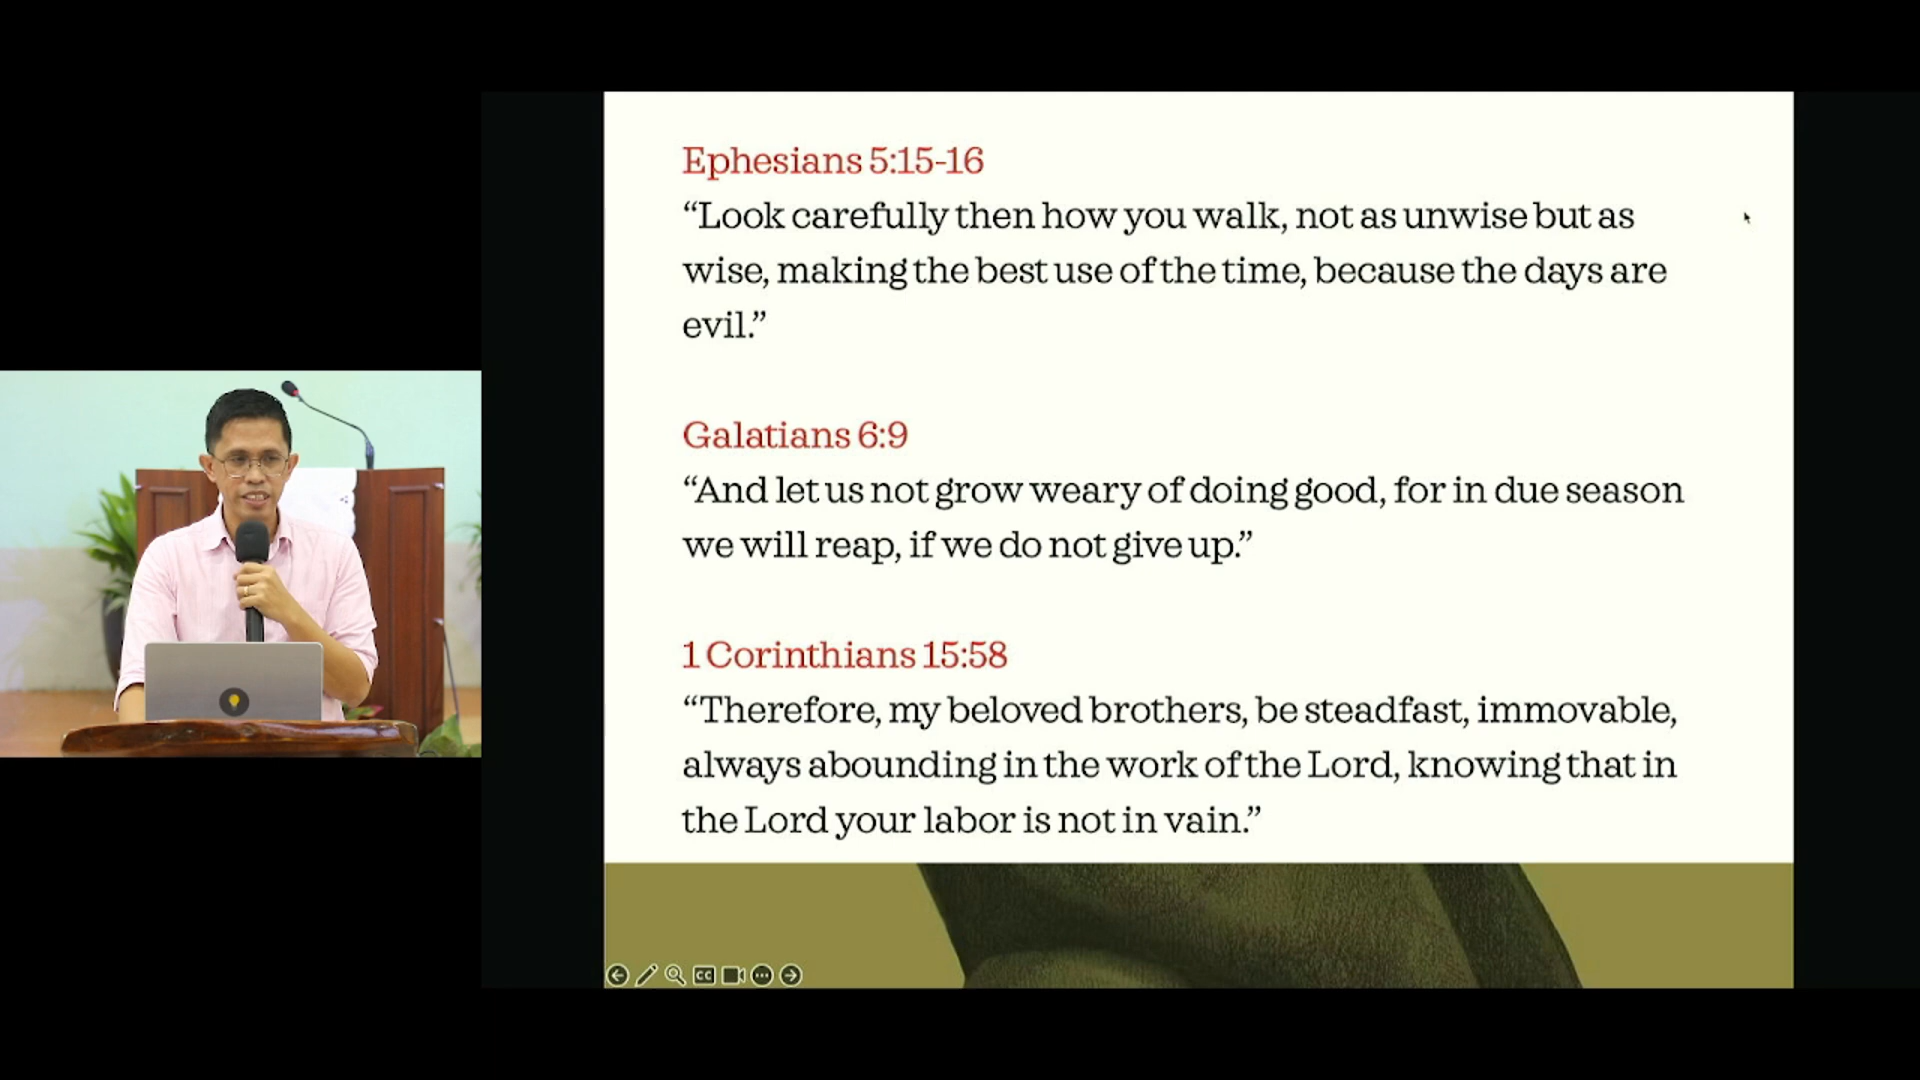 Ephesians 5:15-16
“Look carefully then how you walk, not as unwise but as
wise, making the best use of the time, because the days are
evil.”
Galatians 6:9
“And let us not grow weary of doing good, for in due season
we will reap, if we do not give up.”
1 Corinthians 15:58
“Therefore, my beloved brothers, be steadfast, immovable,
always abounding in the work of the Lord, knowing that in
the Lord your labor is not in vain.”
CC